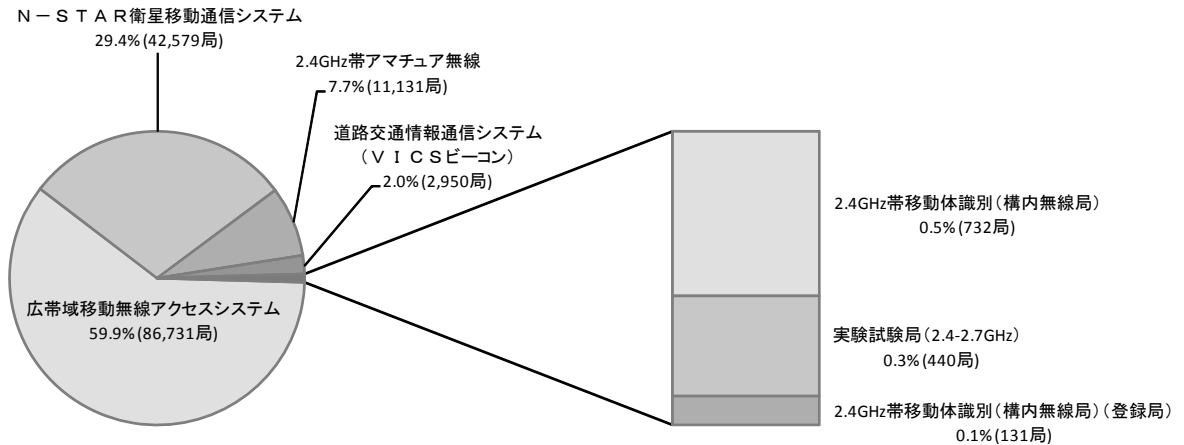 Ｎ－ＳＴＡＲ衛星移動通信システム
29.4%(42,579局)
2.4GHz帯アマチュア無線
7.7%(11,131局)
道路交通情報通信システム
（ＶＩＣＳビーコン）
2.0%(2,950局)
広帯域移動無線アクセスシステム
59.9%(86,731局)
2.4GHz帯移動体識別（構内無線局）
0.5%(732局)
実験試験局（2.4-2.7GHz）
0.3%(440局)
2.4GHz帯移動体識別（構内無線局）（登録局）
0.1%(131局)